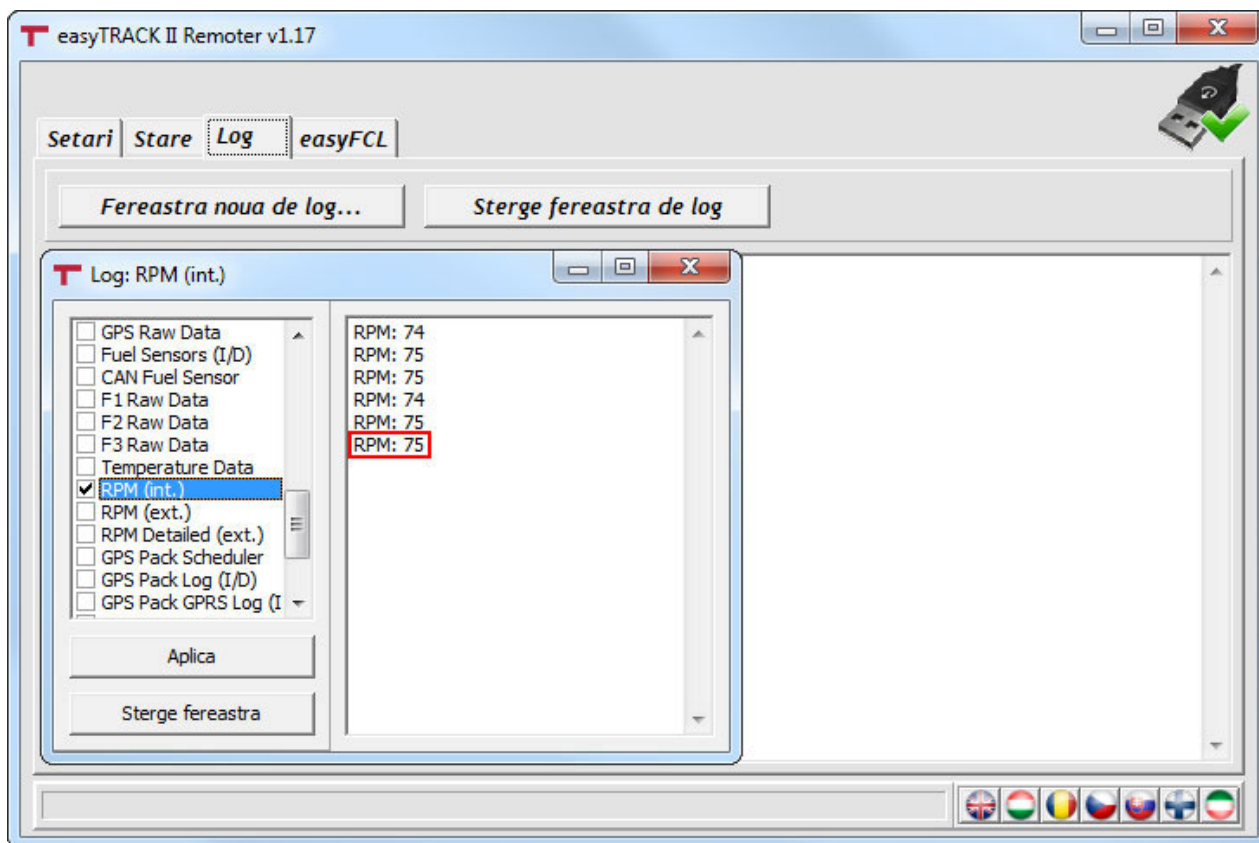 easyTRACK II Remoter v1.17
Setari
Stare
Log
easyFCL
Fereastra noua de log...
Sterge fereastra de log
Log: RPM (int.)
GPS Raw Data
Fuel Sensors (I/D)
CAN Fuel Sensor
F1 Raw Data
F2 Raw Data
F3 Raw Data
Temperature Data
RPM (int.)
RPM (ext.)
RPM Detailed (ext.)
GPS Pack Scheduler
GPS Pack Log (I/D)
GPS Pack GPRS Log (I
Aplica
Sterge fereastra
RPM: 74
RPM: 75
RPM: 75
RPM: 74
RPM: 75
RPM: 75